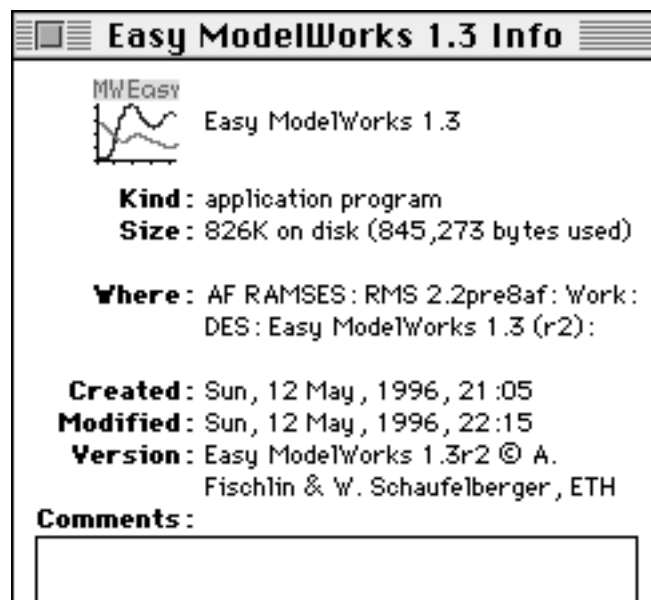 Easy ModelWorks 1.3 Info
MWEasy
Easy ModelWorks 1.3
Kind: application program
Size: 826K on disk (845,273 bytes used)
Where: AF RAMSES: RMS 2.2pre8af: Work:
DES: Easy ModelWorks 1.3 (r2):
Created: Sun, 12 May, 1996, 21:05
Modified: Sun, 12 May, 1996, 22:15
Version: Easy ModelWorks 1.3r2 © A.
Fischlin & W. Schaufelberger, ETH
Comments: